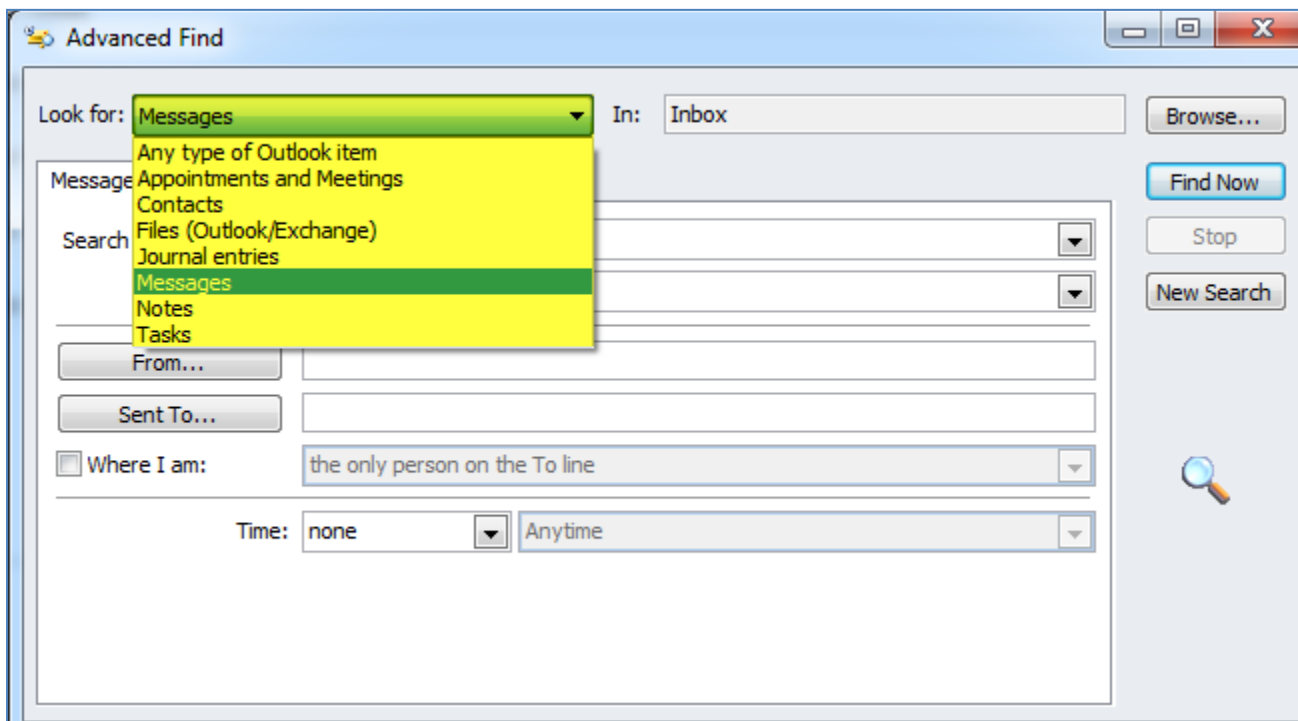 Advanced Find
Look for: Messages In: Inbox Browse...
Any type of Outlook item
Message Appointments and Meetings Find Now
Contacts
Search Files (Outlook/Exchange) Stop
Journal entries
Messages New Search
Notes
Tasks
From...
Sent To...
Where I am: the only person on the To line
Time: none Anytime